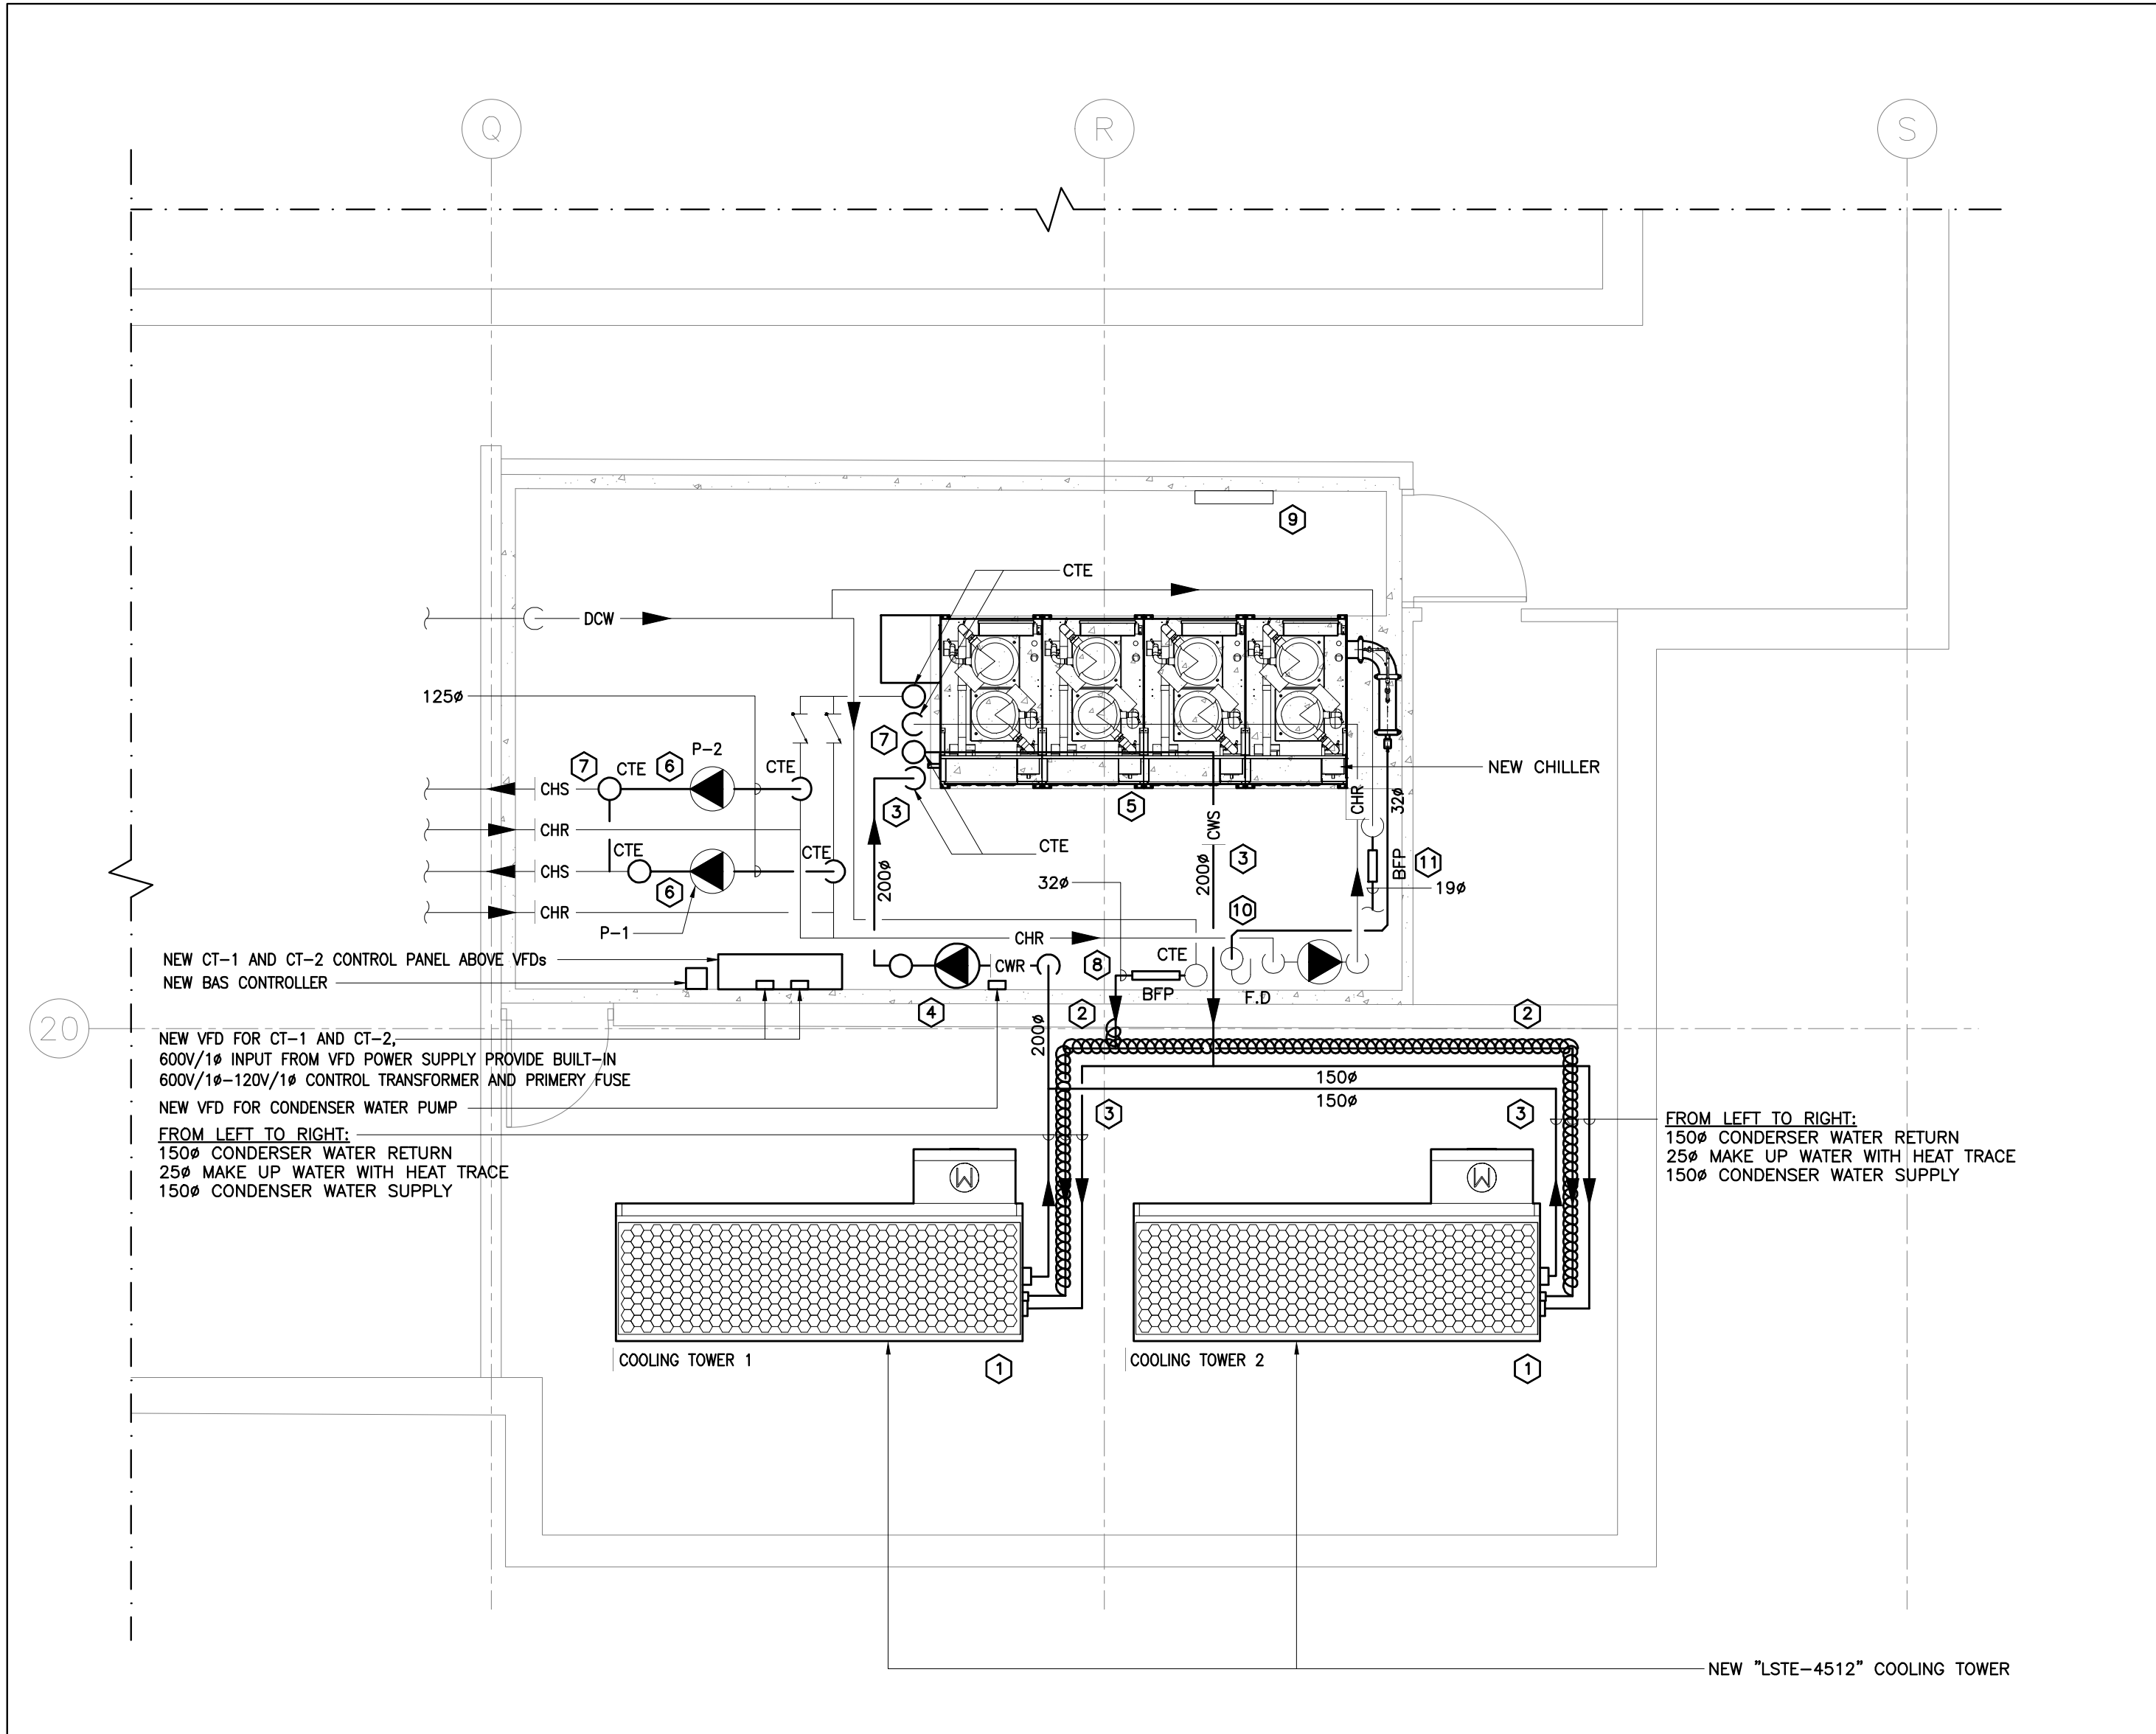 Q
R
S
9
CTE
DCW
125ø
P-2
7
7
CTE
6
CTE
CHS
NEW CHILLER
3
5
CHR
32ø
CHR
CWS
CTE
CTE
CTE
BFP
11
CHS
200ø
200ø
3
6
32ø
19ø
CHR
10
P-1
CHR
CTE
NEW CT-1 AND CT-2 CONTROL PANEL ABOVE VFDs
CWR
8
NEW BAS CONTROLLER
BFP
F.D
4
2
2
20
200ø
NEW VFD FOR CT-1 AND CT-2,
600V/1ø INPUT FROM VFD POWER SUPPLY PROVIDE BUILT-IN
600V/1ø-120V/1ø CONTROL TRANSFORMER AND PRIMERY FUSE
150ø
150ø
NEW VFD FOR CONDENSER WATER PUMP
3
3
FROM LEFT TO RIGHT:
150ø CONDERSER WATER RETURN
25ø MAKE UP WATER WITH HEAT TRACE
150ø CONDENSER WATER SUPPLY
FROM LEFT TO RIGHT:
150ø CONDERSER WATER RETURN
25ø MAKE UP WATER WITH HEAT TRACE
150ø CONDENSER WATER SUPPLY
COOLING TOWER 1
1
COOLING TOWER 2
1
NEW "LSTE-4512" COOLING TOWER